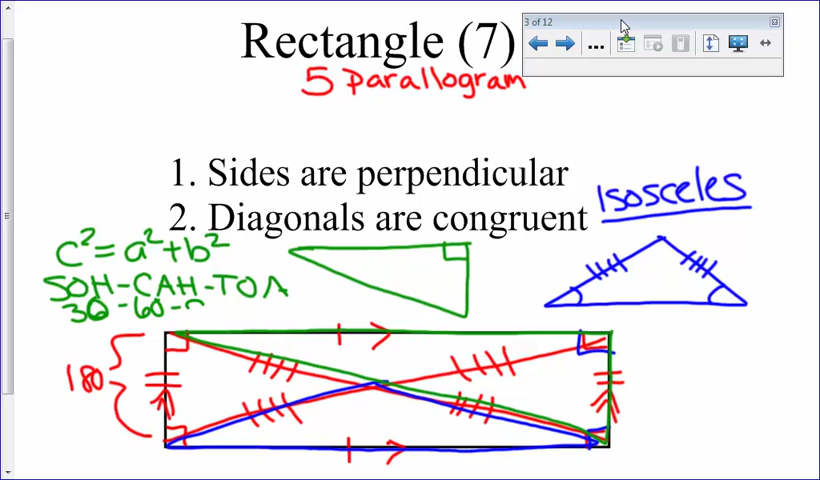 Rectangle (7)
3 of 12
5 Parallogram
1. Sides are perpendicular
2. Diagonals are congruent
Isosceles
c² = a² + b²
SOH-CAH-TOA
30-60-
180